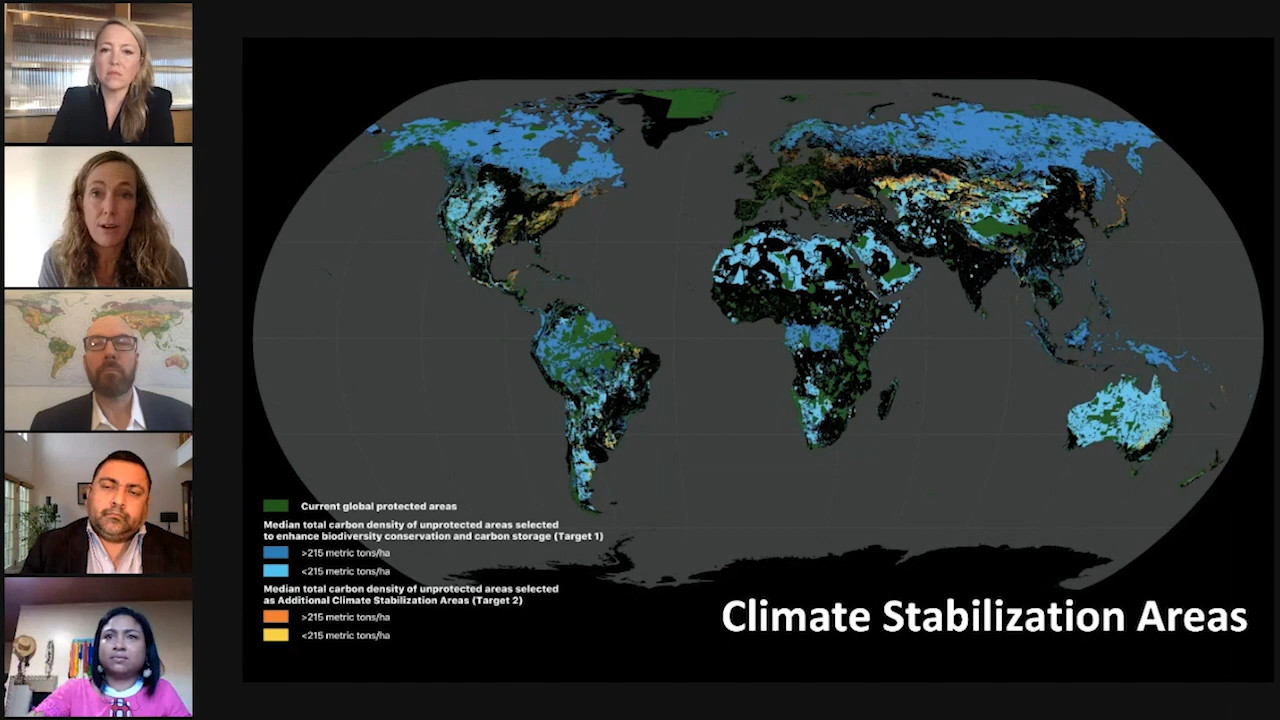 Current global protected areas
Median total carbon density of unprotected areas selected
to enhance biodiversity conservation and carbon storage (Target 1)
>215 metric tons/ha
<215 metric tons/ha
Median total carbon density of unprotected areas selected
as Additional Climate Stabilization Areas (Target 2)
>215 metric tons/ha
<215 metric tons/ha
Climate Stabilization Areas